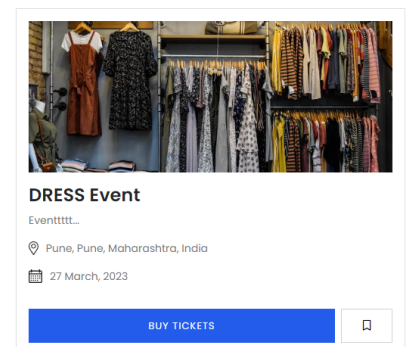 DRESS Event
Eventtttt...
Pune, Pune, Maharashtra, India
27 March, 2023
BUY TICKETS